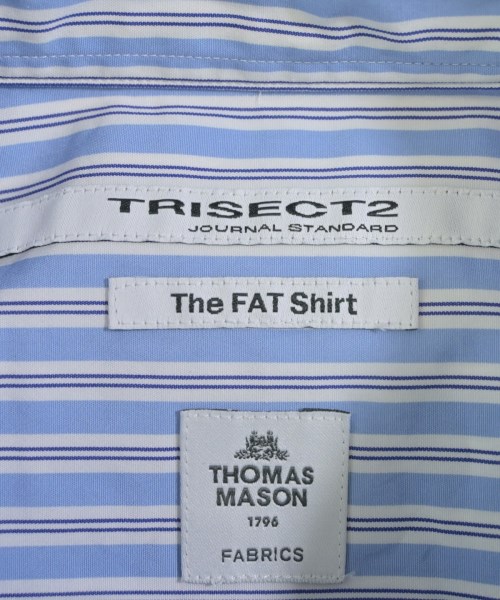 TRISECT2
JOURNAL STANDARD
The FAT Shirt
THOMAS
MASON
1796
FABRICS